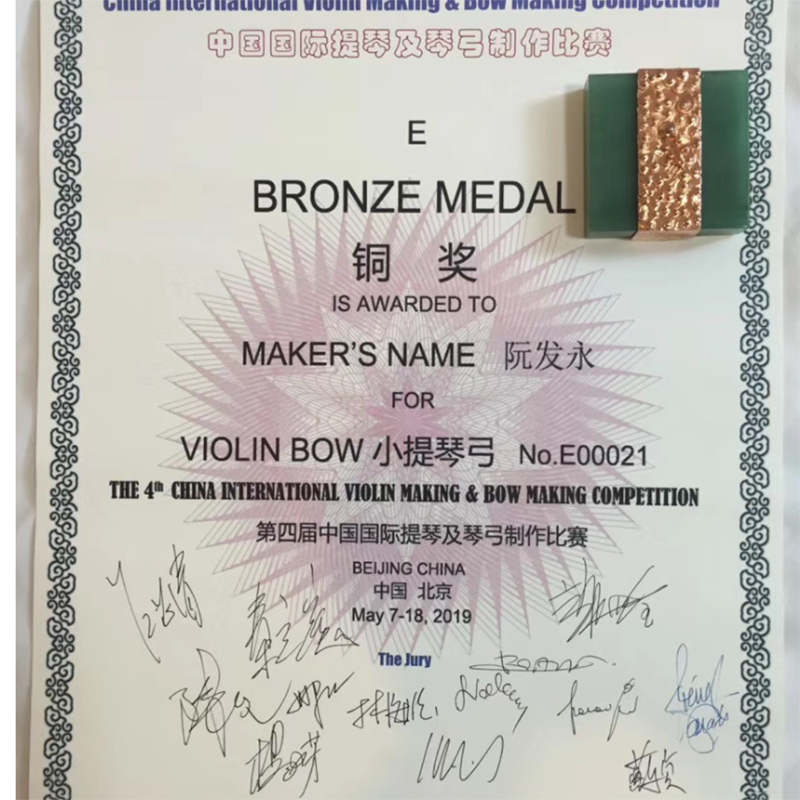 China International Violin Making & Bow Making Competition
中国国际提琴及琴弓制作比赛
E
BRONZE MEDAL
铜 奖
IS AWARDED TO
MAKER'S NAME 阮发永
FOR
VIOLIN BOW 小提琴弓 No.E00021
THE 4th CHINA INTERNATIONAL VIOLIN MAKING & BOW MAKING COMPETITION
第四届中国国际提琴及琴弓制作比赛
BEIJING CHINA
中国 北京
May 7-18, 2019
The Jury